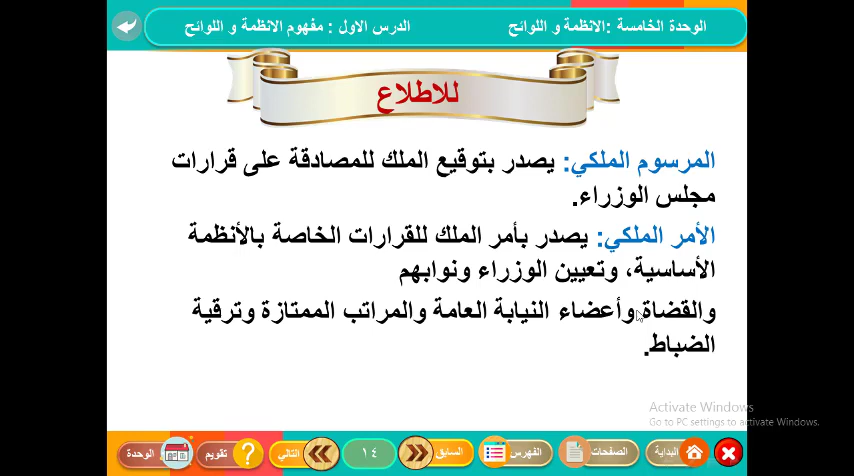 الوحدة الخامسة :الانظمة و اللوائح
الدرس الاول : مفهوم الانظمة و اللوائح
للاطلاع
المرسوم الملكي: يصدر بتوقيع الملك للمصادقة على قرارات
مجلس الوزراء.
الأمر الملكي: يصدر بأمر الملك للقرارات الخاصة بالأنظمة
الأساسية، وتعيين الوزراء ونوابهم
والقضاة وأعضاء النيابة العامة والمراتب الممتازة وترقية
الضباط.
Activate Windows
Go to PC settings to activate Windows.
البداية
الصفحات
الفهرس
السابق
١٤
التالي
تقويم
الوحدة